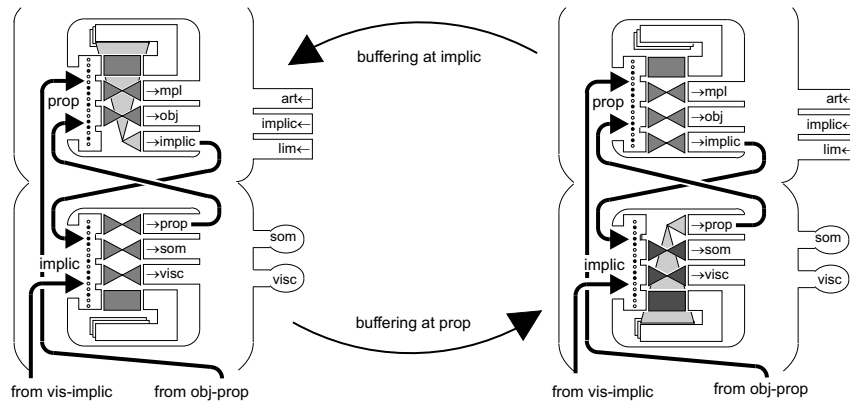 buffering at implic
prop
→mpl
→obj
→implic
art←
implic←
lim←
implic
→prop
→som
→visc
som
visc
from vis-implic
from obj-prop
buffering at prop
prop
→mpl
→obj
→implic
art←
implic←
lim←
implic
→prop
→som
→visc
som
visc
from vis-implic
from obj-prop